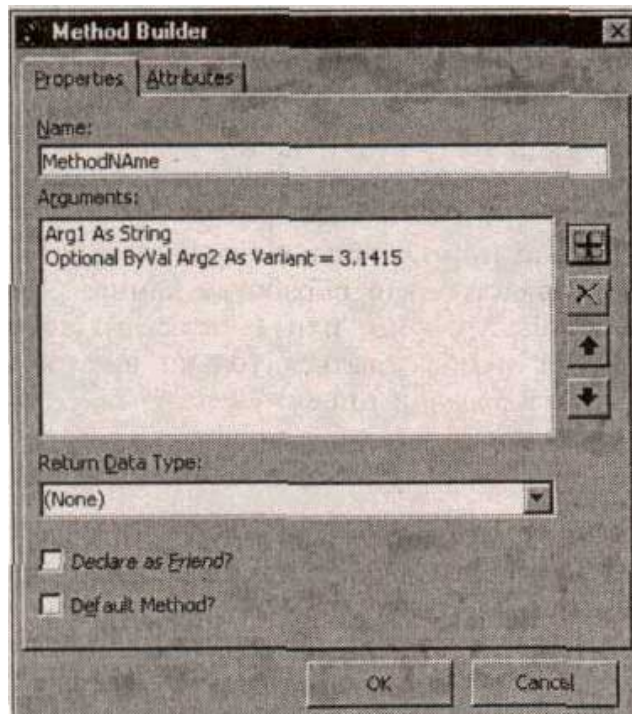 Method Builder
Properties
Attributes
Name:
MethodNAme
Arguments:
Arg1 As String
Optional ByVal Arg2 As Variant = 3.1415
Return Data Type:
(None)
Declare as Friend?
Default Method?
OK
Cancel